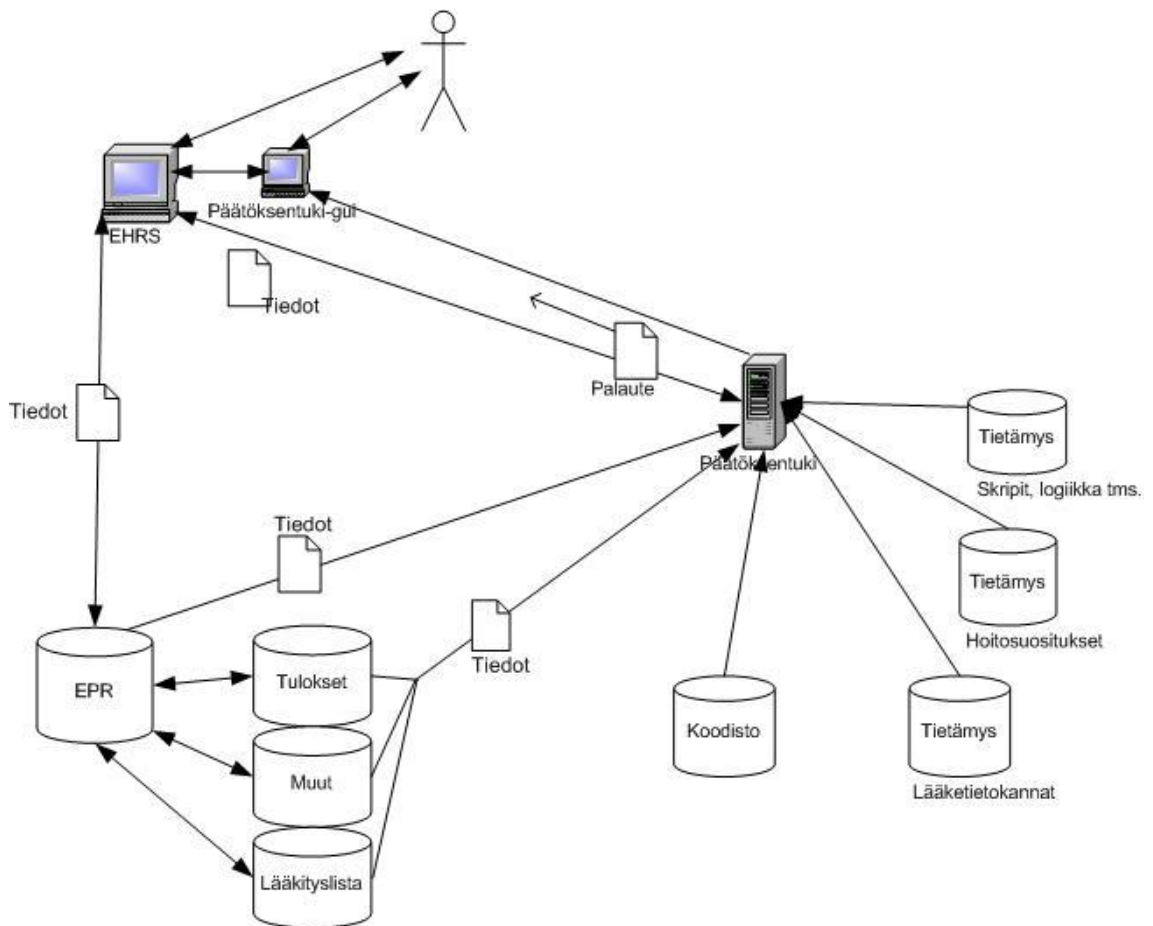 Päätöksentuki-gui
EHRS
Tiedot
Palaute
Tiedot
Tietämys
Päätöksentuki
Skripit, logiikka tms.
Tiedot
Tietämys
Hoitosuositukset
Tiedot
EPR
Tulokset
Koodisto
Tietämys
Muut
Lääketietokannat
Lääkityslista